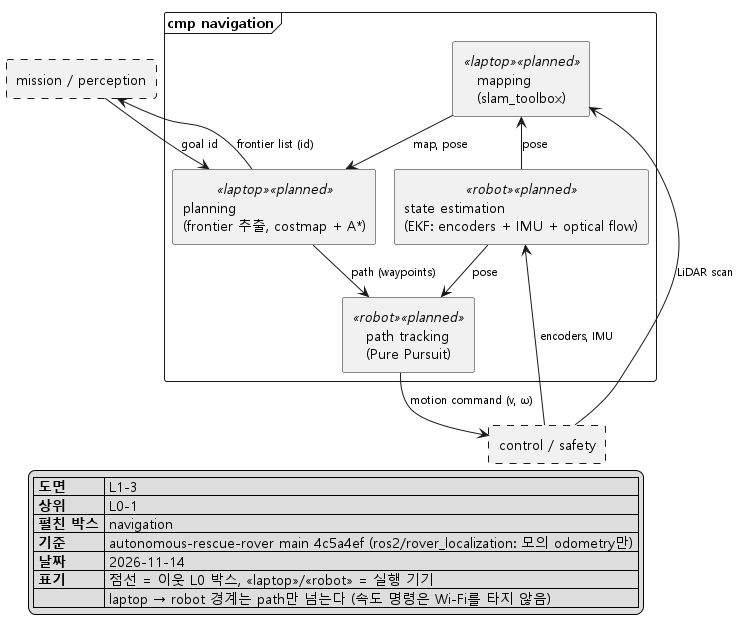 cmp navigation
«laptop»«planned»
mapping
(slam_toolbox)
mission / perception
goal id
frontier list (id)
map, pose
pose
«laptop»«planned»
planning
(frontier 추출, costmap + A*)
«robot»«planned»
state estimation
(EKF: encoders + IMU + optical flow)
path (waypoints)
pose
LiDAR scan
«robot»«planned»
path tracking
(Pure Pursuit)
encoders, IMU
motion command (v, ω)
control / safety
도면 L1-3
상위 L0-1
펼친 박스 navigation
기준 autonomous-rescue-rover main 4c5a4ef (ros2/rover_localization: 모의 odometry만)
날짜 2026-11-14
표기 점선 = 이웃 L0 박스, «laptop»/«robot» = 실행 기기
laptop → robot 경계는 path만 넘는다 (속도 명령은 Wi-Fi를 타지 않음)